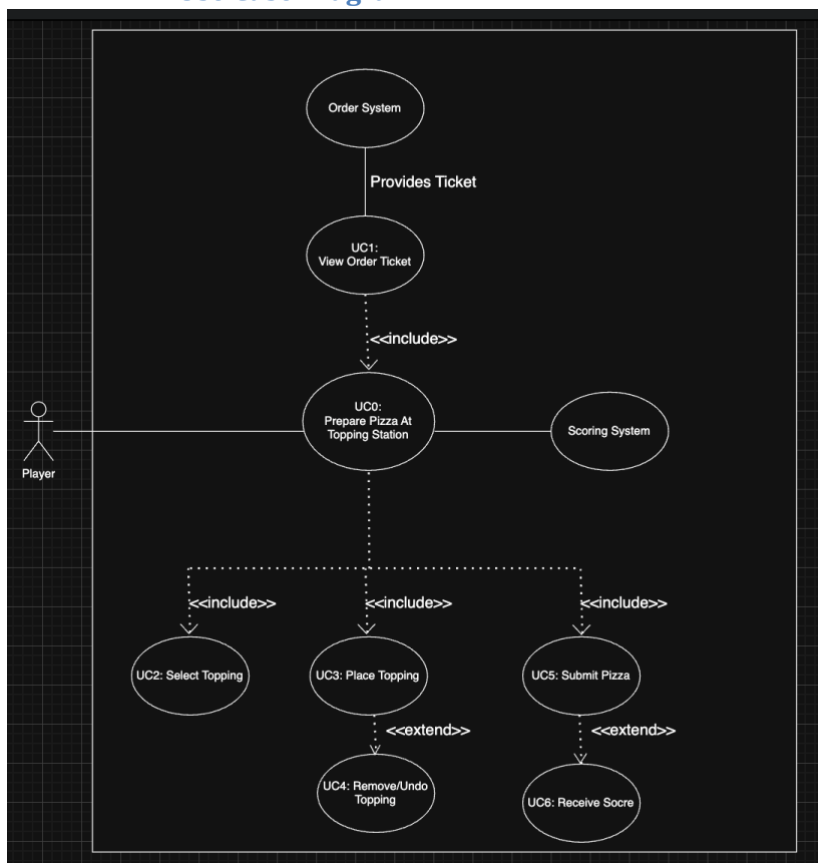 Order System
Provides Ticket
UC1:
View Order Ticket
<<include>>
UC0:
Prepare Pizza At
Topping Station
Scoring System
Player
<<include>>
<<include>>
<<include>>
UC2: Select Topping
UC3: Place Topping
UC5: Submit Pizza
<<extend>>
<<extend>>
UC4: Remove/Undo
Topping
UC6: Receive Socre